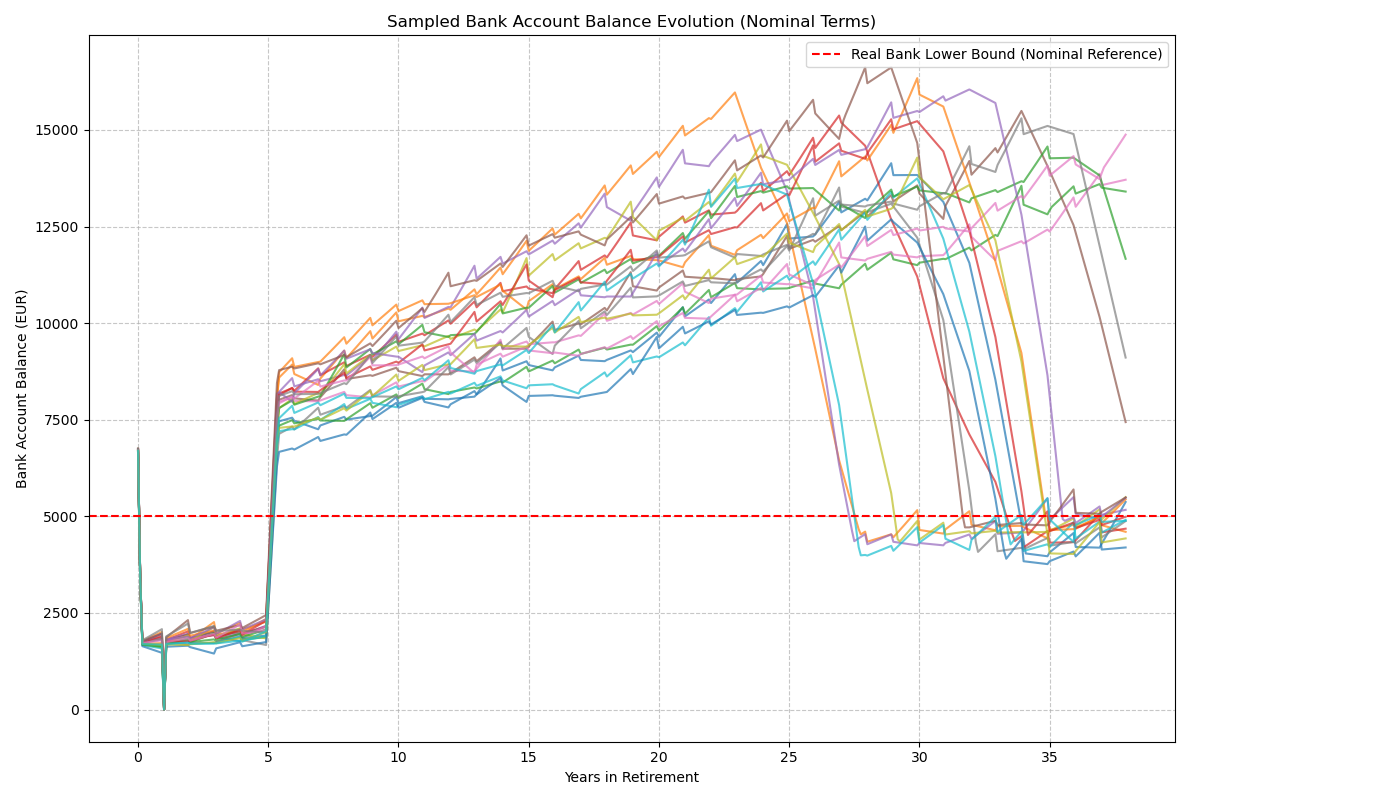 Sampled Bank Account Balance Evolution (Nominal Terms)
Real Bank Lower Bound (Nominal Reference)
Bank Account Balance (EUR)
15000
12500
10000
7500
5000
2500
0
0 5 10 15 20 25 30 35
Years in Retirement